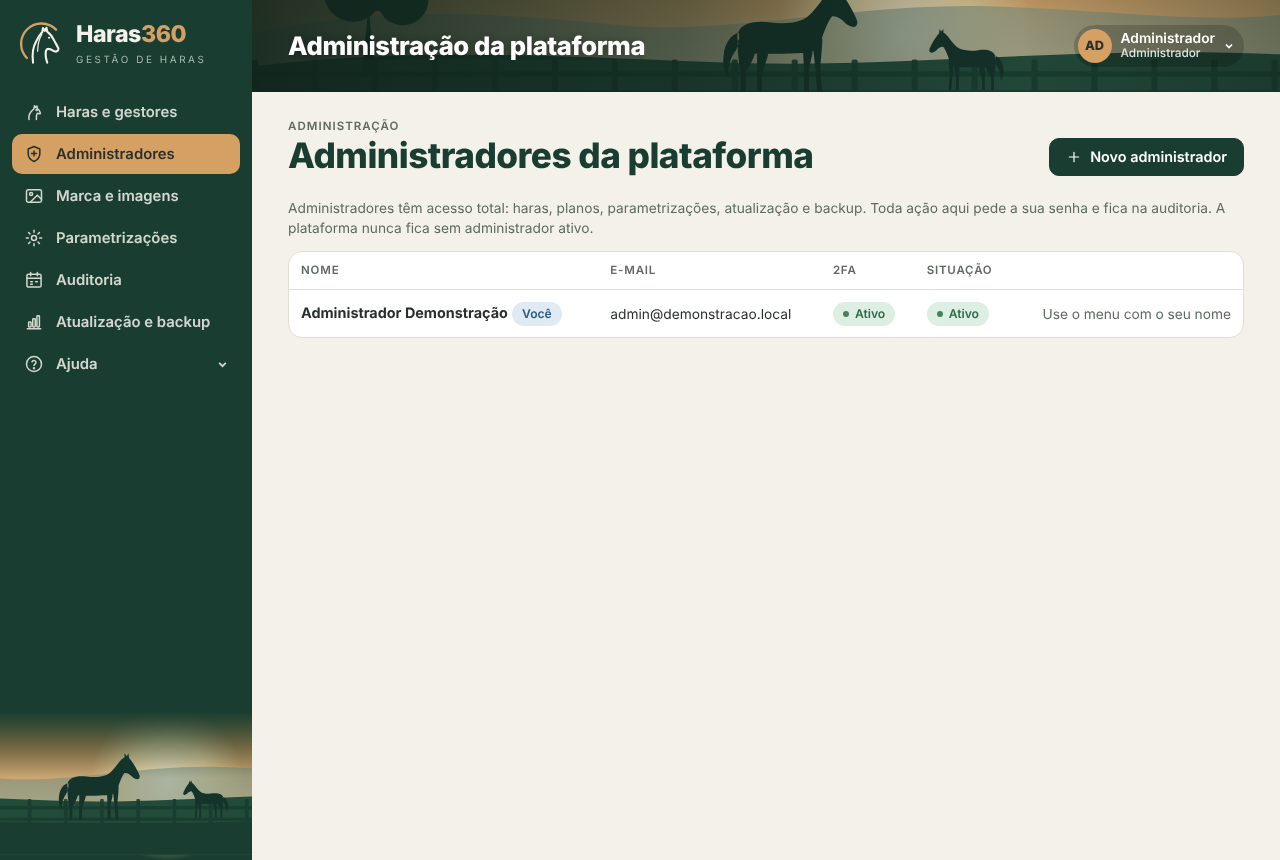 Haras360
GESTÃO DE HARAS
Haras e gestores
Administradores
Marca e imagens
Parametrizações
Auditoria
Atualização e backup
Ajuda
Administração da plataforma
AD
Administrador
Administrador
ADMINISTRAÇÃO
Administradores da plataforma
Novo administrador
Administradores têm acesso total: haras, planos, parametrizações, atualização e backup. Toda ação aqui pede a sua senha e fica na auditoria. A
plataforma nunca fica sem administrador ativo.
NOME E-MAIL 2FA SITUAÇÃO
Administrador Demonstração Você admin@demonstracao.local Ativo Ativo Use o menu com o seu nome